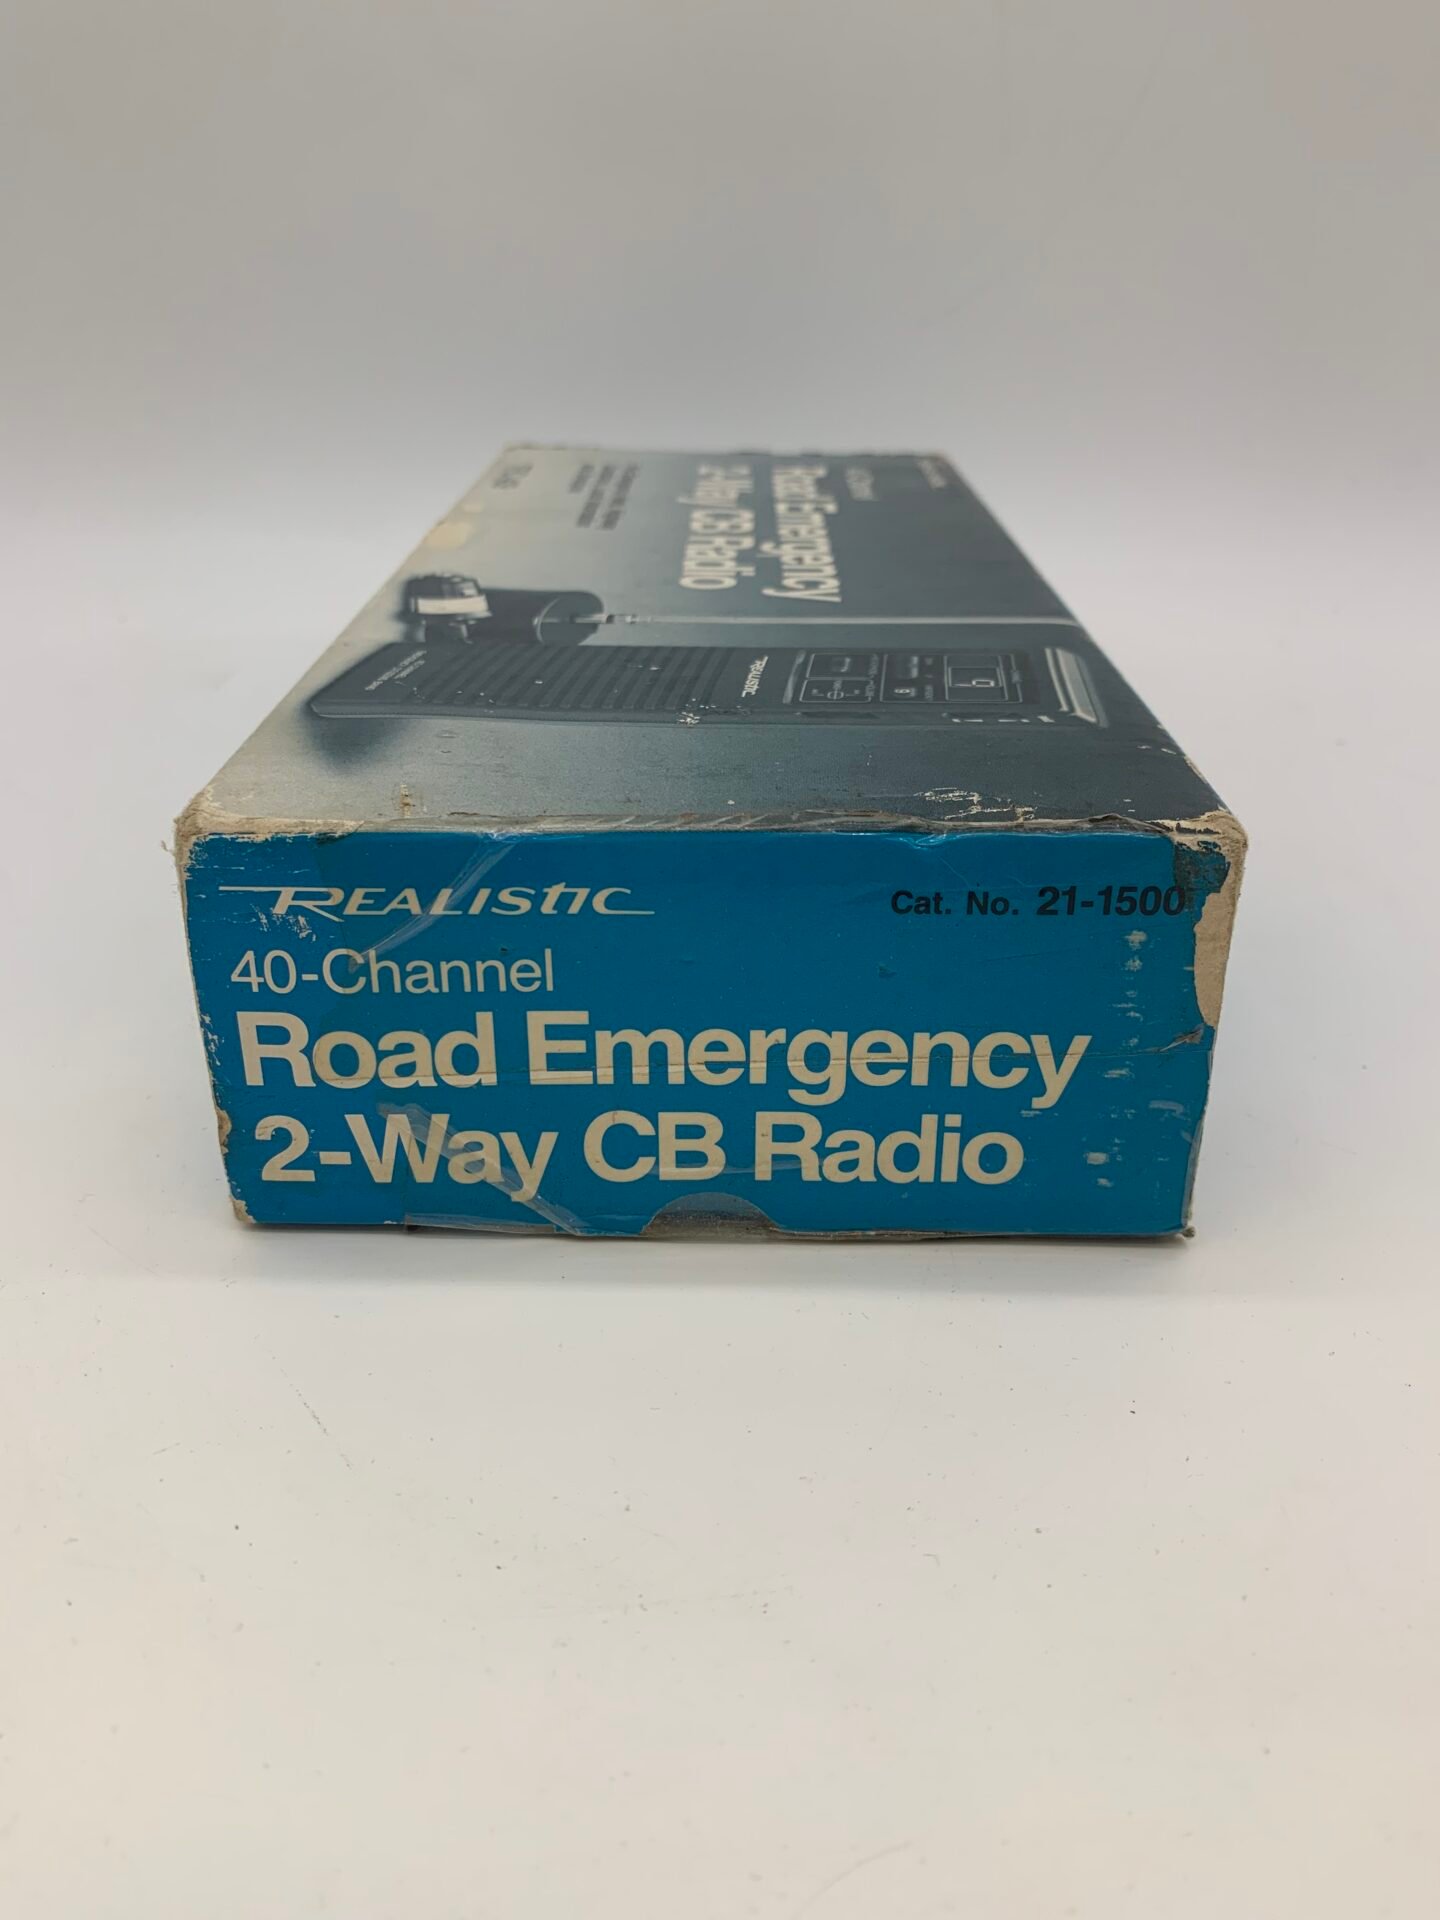 REALISTIC
Cat. No. 21-1500
40-Channel
Road Emergency
2-Way CB Radio
Road Emergency
2-Way CB Radio
REALISTIC